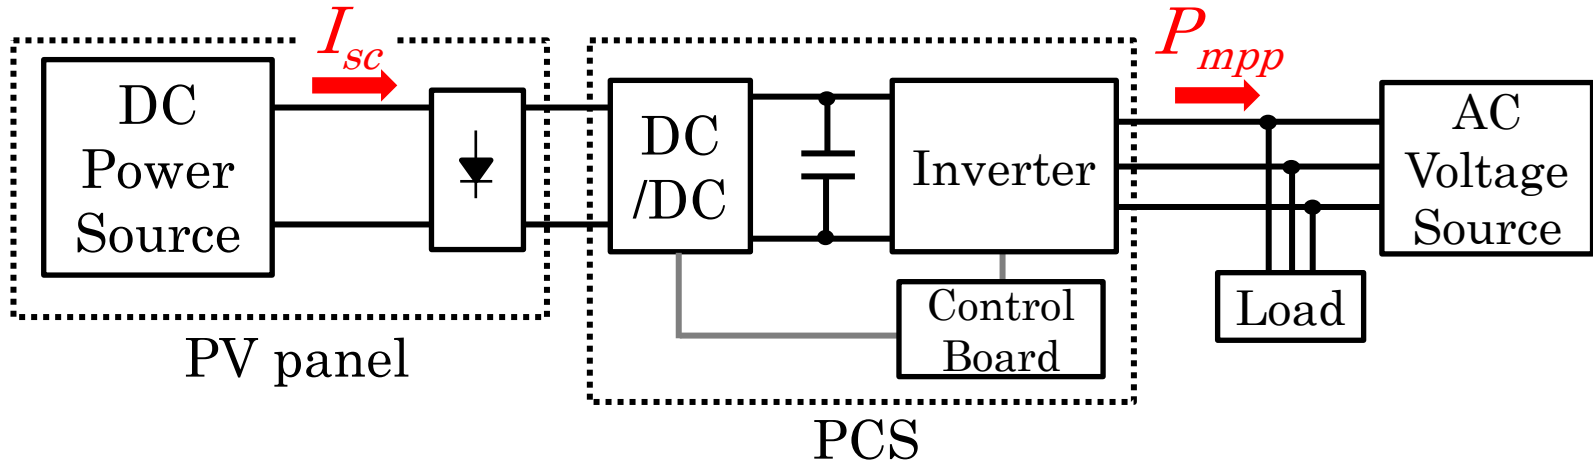 I_sc
P_mpp
DC
Power
Source
DC
/DC
Inverter
AC
Voltage
Source
Control
Board
Load
PV panel
PCS